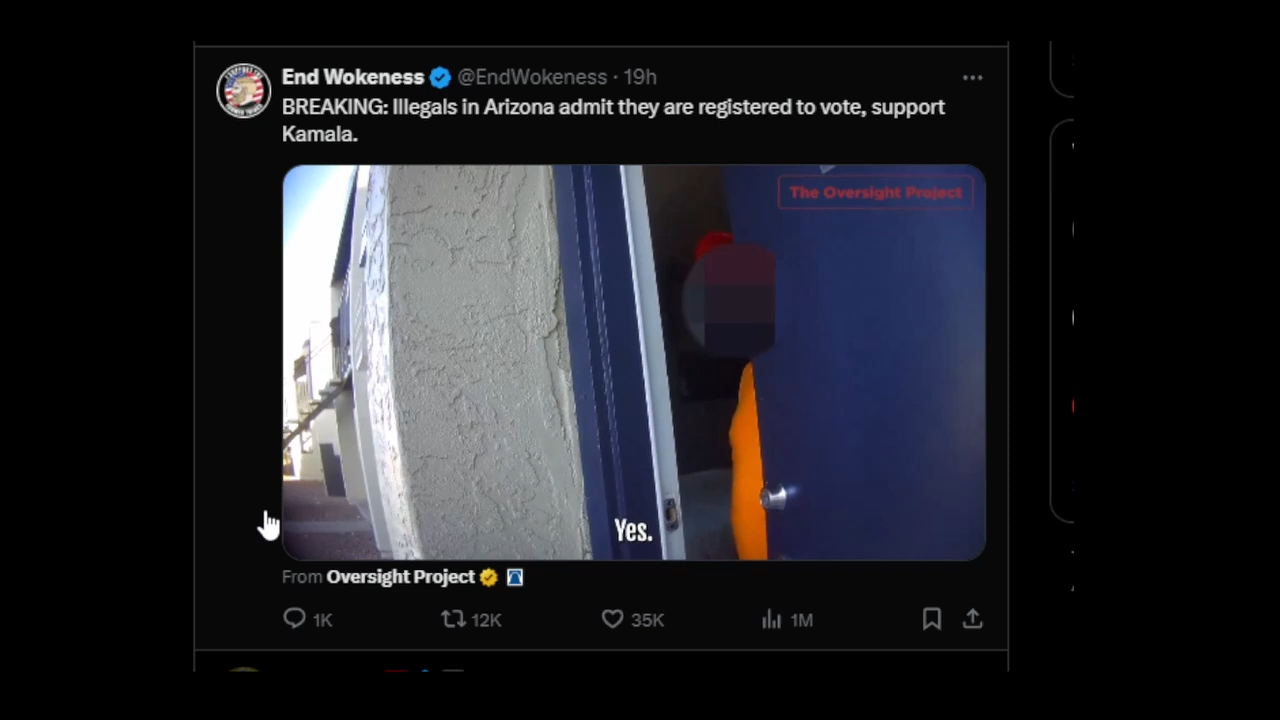 End Wokeness @EndWokeness · 19h
BREAKING: Illegals in Arizona admit they are registered to vote, support
Kamala.
The Oversight Project
Yes.
From Oversight Project
1K 12K 35K 1M